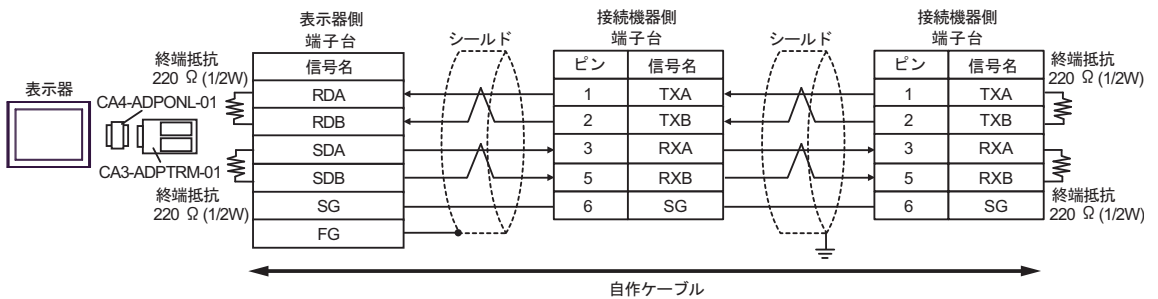 表示器側
端子台
接続機器側
端子台
接続機器側
端子台
シールド
シールド
終端抵抗
220 Ω (1/2W)
終端抵抗
220 Ω (1/2W)
表示器
CA4-ADPONL-01
CA3-ADPTRM-01
終端抵抗
220 Ω (1/2W)
終端抵抗
220 Ω (1/2W)
信号名
RDA
RDB
SDA
SDB
SG
FG
ピン 信号名
1 TXA
2 TXB
3 RXA
5 RXB
6 SG
ピン 信号名
1 TXA
2 TXB
3 RXA
5 RXB
6 SG
自作ケーブル